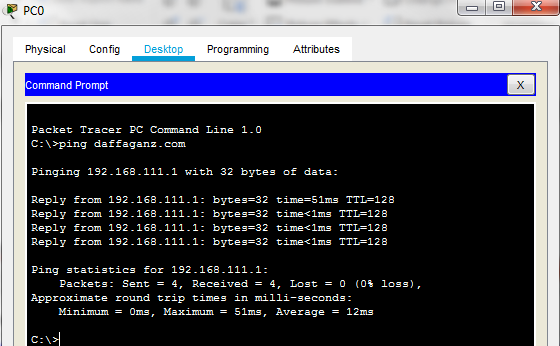 PC0
Physical Config Desktop Programming Attributes
Command Prompt X
Packet Tracer PC Command Line 1.0
C:\>ping daffaganz.com
Pinging 192.168.111.1 with 32 bytes of data:
Reply from 192.168.111.1: bytes=32 time=51ms TTL=128
Reply from 192.168.111.1: bytes=32 time<1ms TTL=128
Reply from 192.168.111.1: bytes=32 time<1ms TTL=128
Reply from 192.168.111.1: bytes=32 time<1ms TTL=128
Ping statistics for 192.168.111.1:
Packets: Sent = 4, Received = 4, Lost = 0 (0% loss),
Approximate round trip times in milli-seconds:
Minimum = 0ms, Maximum = 51ms, Average = 12ms
C:\>